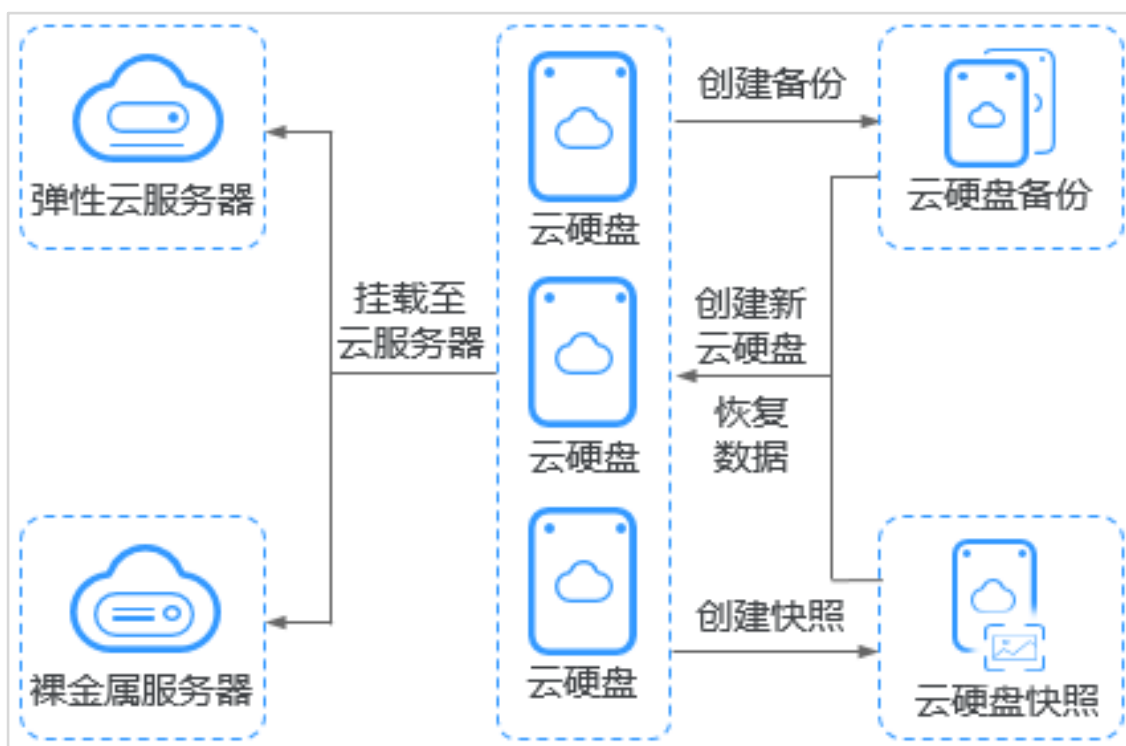 弹性云服务器
裸金属服务器
挂载至
云服务器
云硬盘
云硬盘
云硬盘
创建备份
创建新
云硬盘
恢复
数据
创建快照
云硬盘备份
云硬盘快照